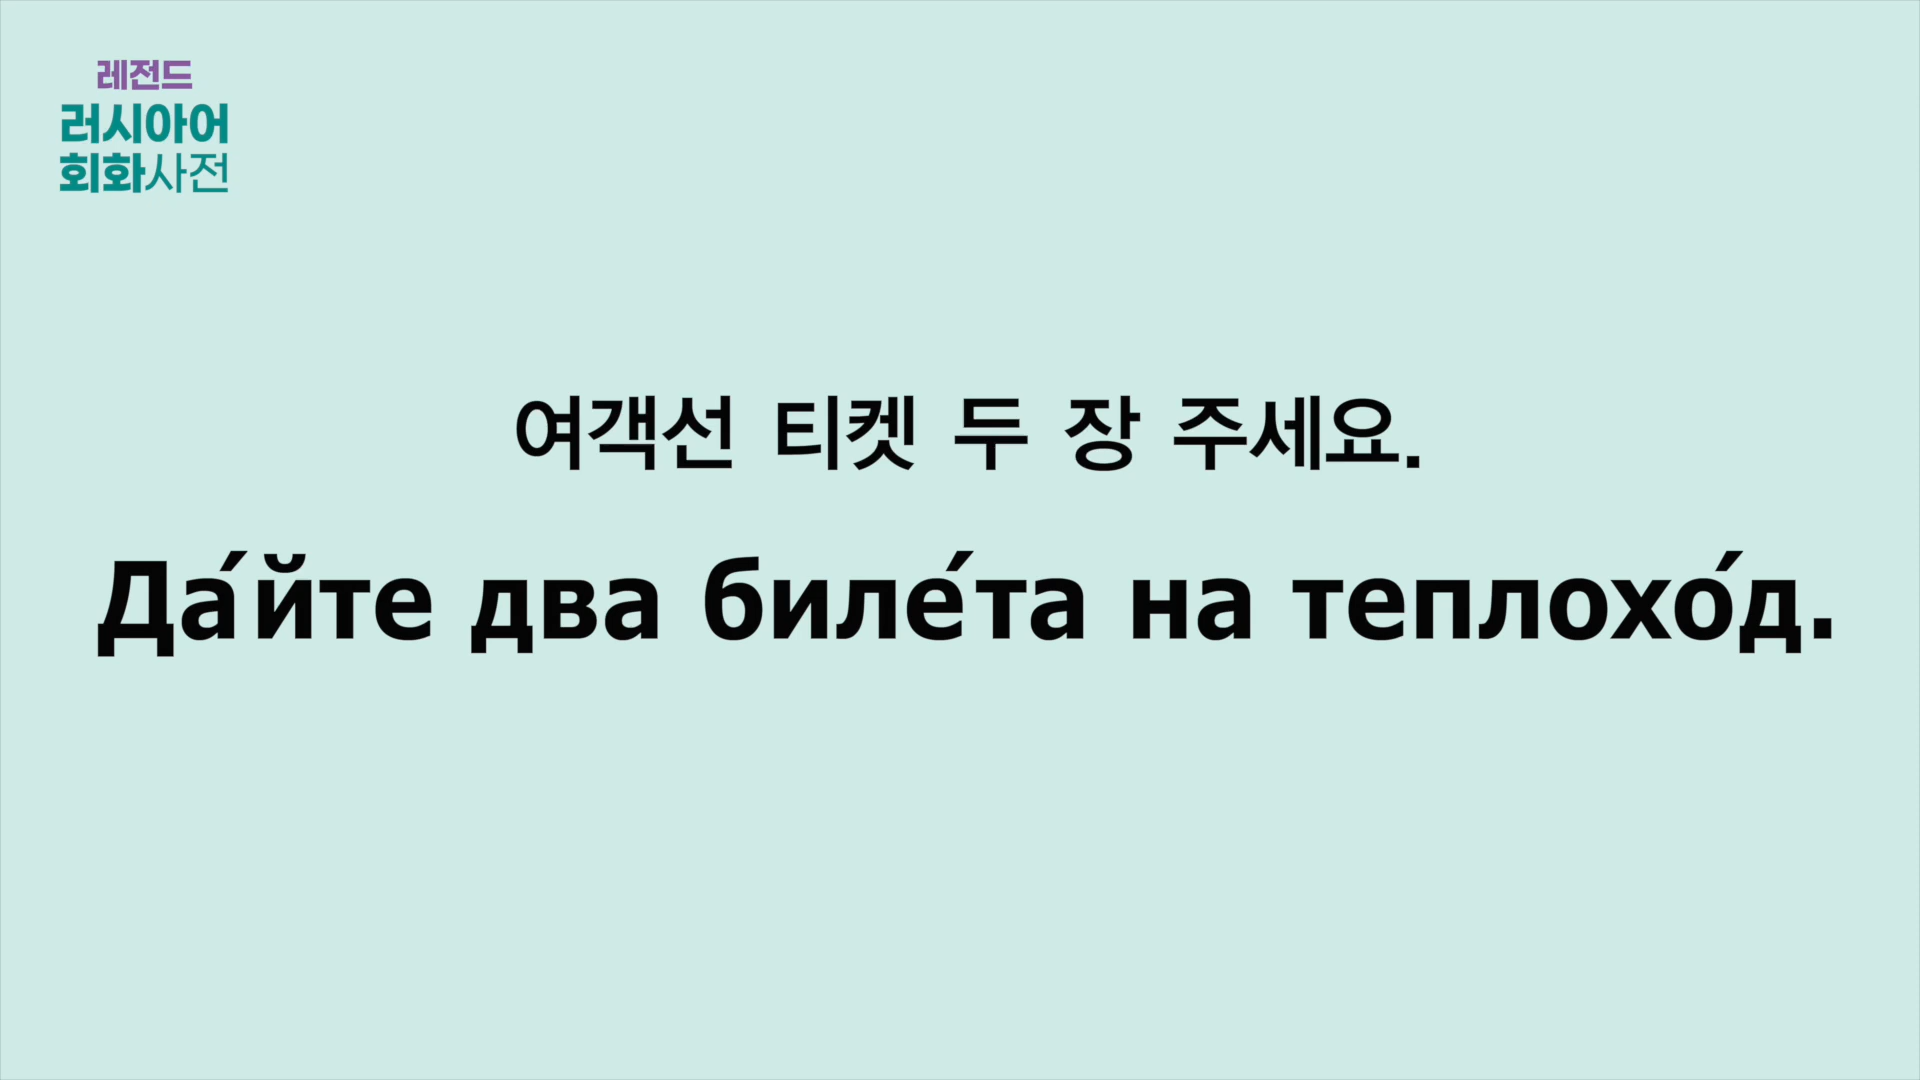 레전드
러시아어
회화사전
여객선 티켓 두 장 주세요.
Да́йте два биле́та на теплохо́д.